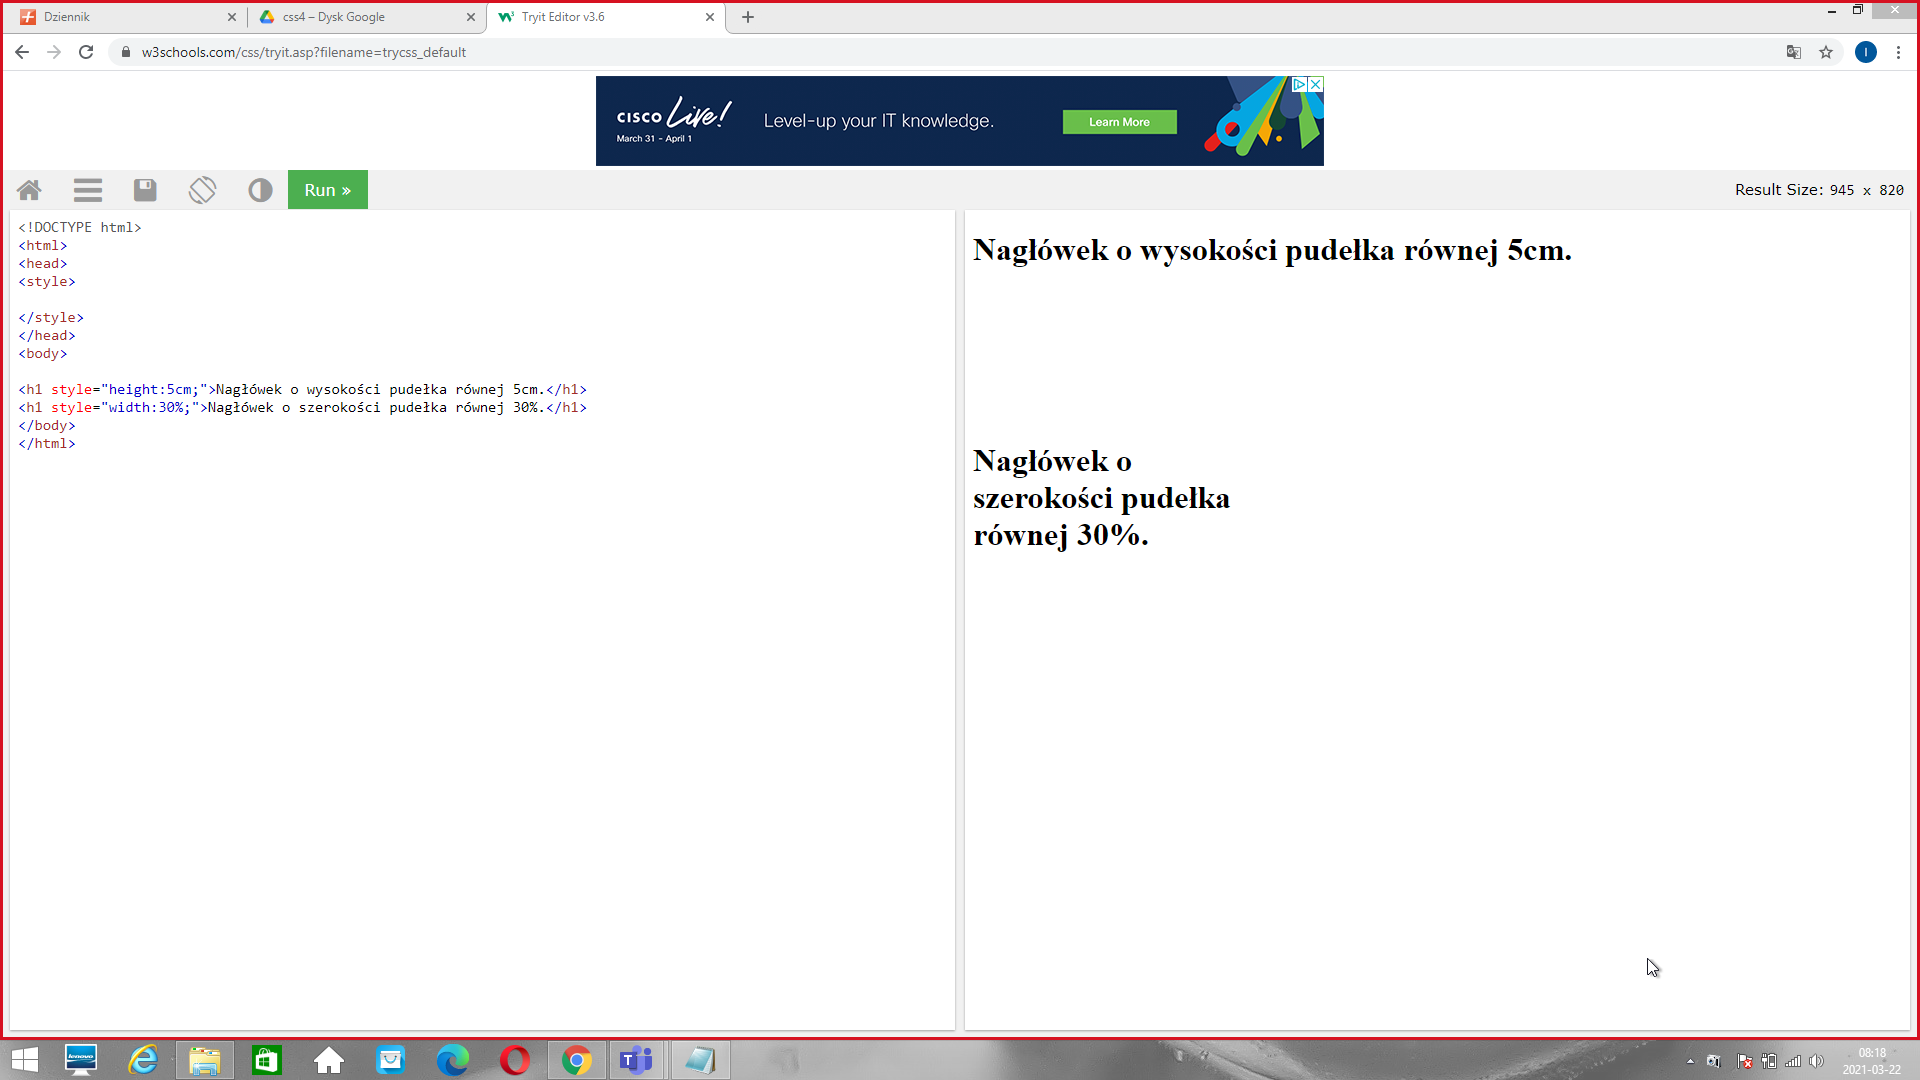 Dziennik
css4 – Dysk Google
Tryit Editor v3.6
w3schools.com/css/tryit.asp?filename=trycss_default
I
CISCO Live!
March 31 - April 1
Level-up your IT knowledge.
Learn More
Run »
Result Size: 945 x 820
<!DOCTYPE html>
<html>
<head>
<style>
</style>
</head>
<body>
<h1 style="height:5cm;">Nagłówek o wysokości pudełka równej 5cm.</h1>
<h1 style="width:30%;">Nagłówek o szerokości pudełka równej 30%.</h1>
</body>
</html>
Nagłówek o wysokości pudełka równej 5cm.
Nagłówek o
szerokości pudełka
równej 30%.
lenovo
08:18
2021-03-22